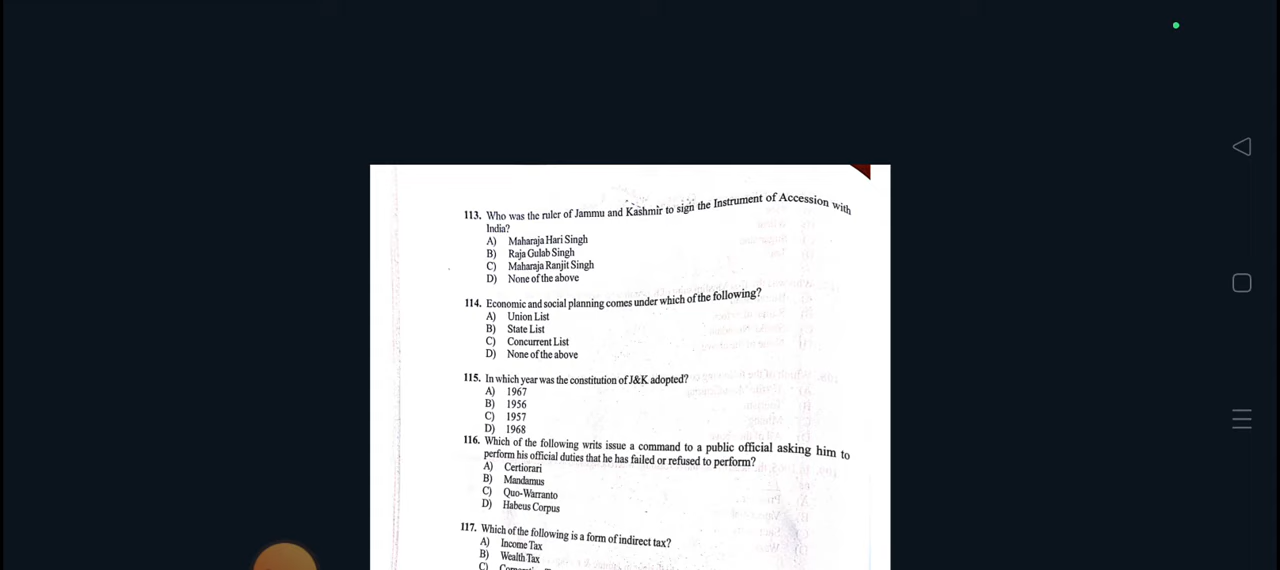 113. Who was the ruler of Jammu and Kashmir to sign the Instrument of Accession with
India?
A) Maharaja Hari Singh
B) Raja Gulab Singh
C) Maharaja Ranjit Singh
D) None of the above
114. Economic and social planning comes under which of the following?
A) Union List
B) State List
C) Concurrent List
D) None of the above
115. In which year was the constitution of J&K adopted?
A) 1967
B) 1956
C) 1957
D) 1968
116. Which of the following writs issue a command to a public official asking him to
perform his official duties that he has failed or refused to perform?
A) Certiorari
B) Mandamus
C) Quo-Warranto
D) Habeus Corpus
117. Which of the following is a form of indirect tax?
A) Income Tax
B) Wealth Tax
C)